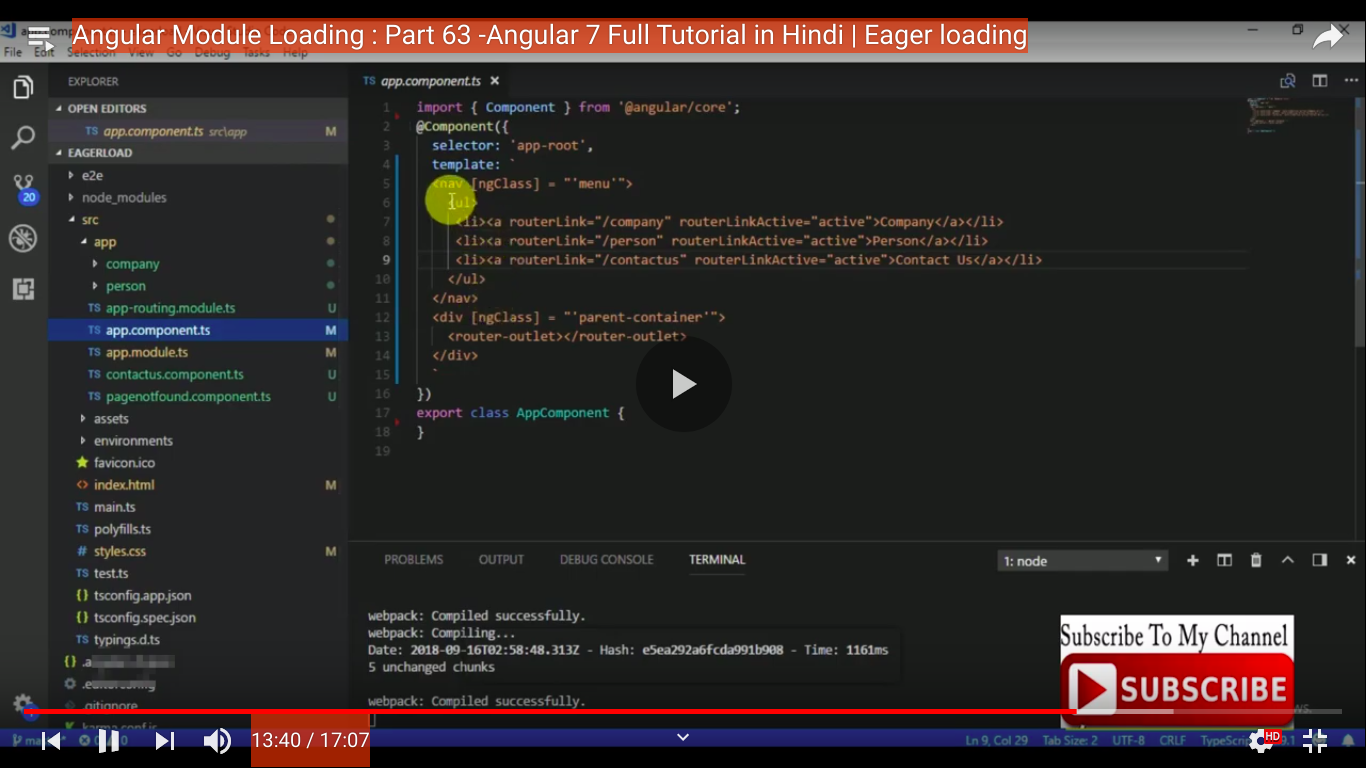 Angular Module Loading : Part 63 -Angular 7 Full Tutorial in Hindi | Eager loading
File Edit Selection View Go Debug Tasks Help
EXPLORER
OPEN EDITORS
TS app.component.ts src\app M
EAGERLOAD
e2e
node_modules
src
app
company
person
TS app-routing.module.ts U
TS app.component.ts M
TS app.module.ts M
TS contactus.component.ts U
TS pagenotfound.component.ts U
assets
environments
favicon.ico
<> index.html M
TS main.ts
TS polyfills.ts
# styles.css M
TS test.ts
{} tsconfig.app.json
{} tsconfig.spec.json
TS typings.d.ts
.editorconfig
.gitignore
karma.conf.js
20
TS app.component.ts ×
1 import { Component } from '@angular/core';
2 @Component({
3 selector: 'app-root',
4 template: `
5 <nav [ngClass] = "'menu'">
6 <ul>
7 <li><a routerLink="/company" routerLinkActive="active">Company</a></li>
8 <li><a routerLink="/person" routerLinkActive="active">Person</a></li>
9 <li><a routerLink="/contactus" routerLinkActive="active">Contact Us</a></li>
10 </ul>
11 </nav>
12 <div [ngClass] = "'parent-container'">
13 <router-outlet></router-outlet>
14 </div>
15 `
16 })
17 export class AppComponent {
18 }
19
PROBLEMS OUTPUT DEBUG CONSOLE TERMINAL 1: node
webpack: Compiled successfully.
webpack: Compiling...
Date: 2018-09-16T02:58:48.313Z - Hash: e5ea292a6fcda991b908 - Time: 1161ms
5 unchanged chunks
webpack: Compiled successfully.
Subscribe To My Channel
SUBSCRIBE
13:40 / 17:07
Ln 9, Col 29 Tab Size: 2 UTF-8 CRLF
HD